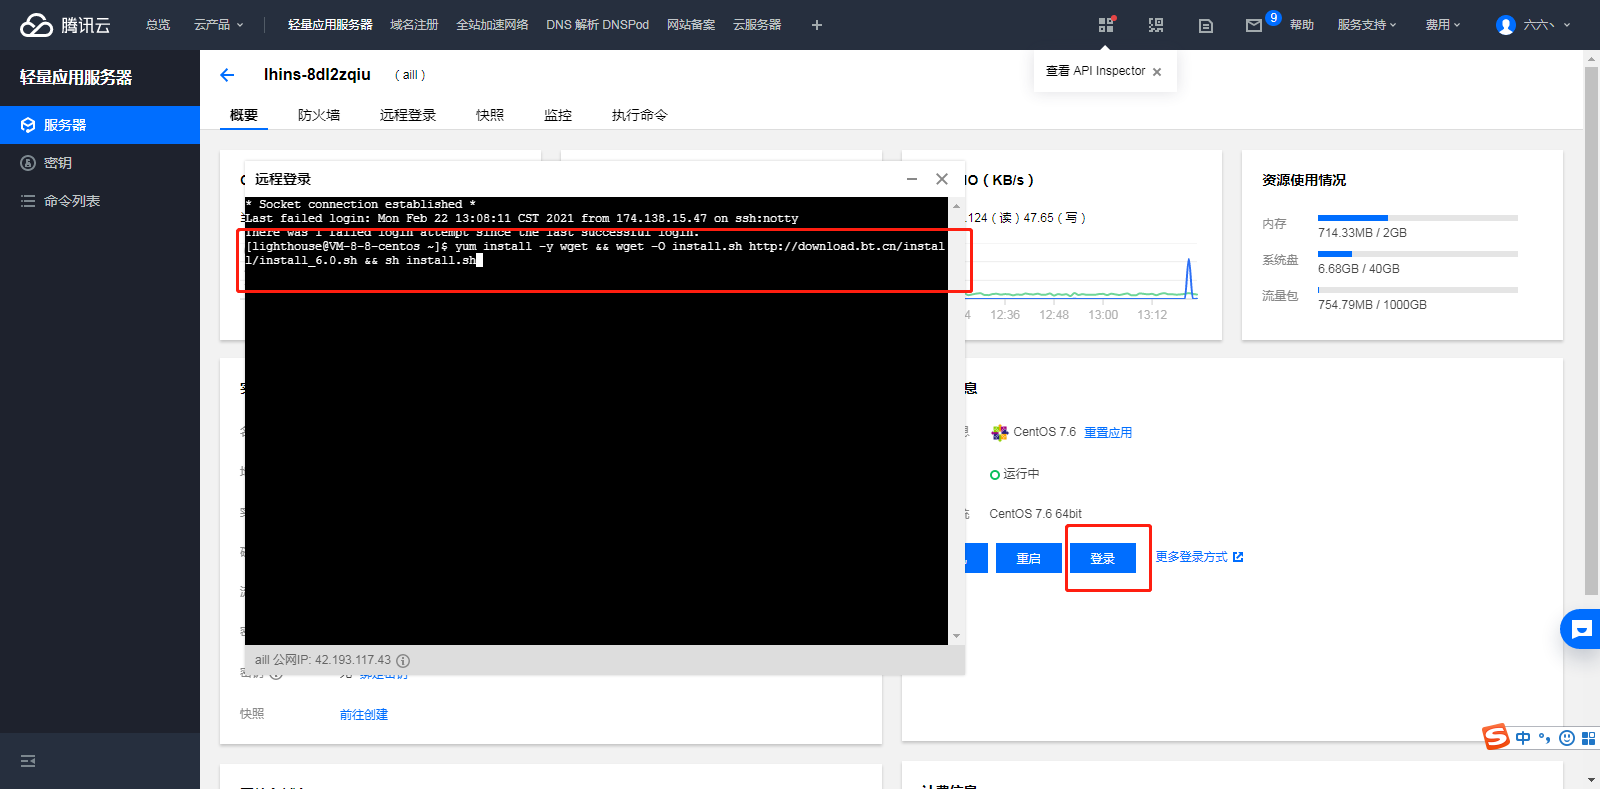 腾讯云 总览 云产品 轻量应用服务器 域名注册 全站加速网络 DNS 解析 DNSPod 网站备案 云服务器 + 9 帮助 服务支持 费用 六六丶
轻量应用服务器
服务器
密钥
命令列表
lhins-8dl2zqiu ( aill )
查看 API Inspector ×
概要 防火墙 远程登录 快照 监控 执行命令
远程登录
* Socket connection established *
Last failed login: Mon Feb 22 13:08:11 CST 2021 from 174.138.15.47 on ssh:notty
There was 1 failed login attempt since the last successful login.
[lighthouse@VM-8-8-centos ~]$ yum install -y wget && wget -O install.sh http://download.bt.cn/instal
l/install_6.0.sh && sh install.sh
aill 公网IP: 42.193.117.43
IO ( KB/s )
.124 ( 读 ) 47.65 ( 写 )
4 12:36 12:48 13:00 13:12
资源使用情况
内存
714.33MB / 2GB
系统盘
6.68GB / 40GB
流量包
754.79MB / 1000GB
息
CentOS 7.6 重置应用
运行中
CentOS 7.6 64bit
重启 登录 更多登录方式
快照 前往创建
S 中